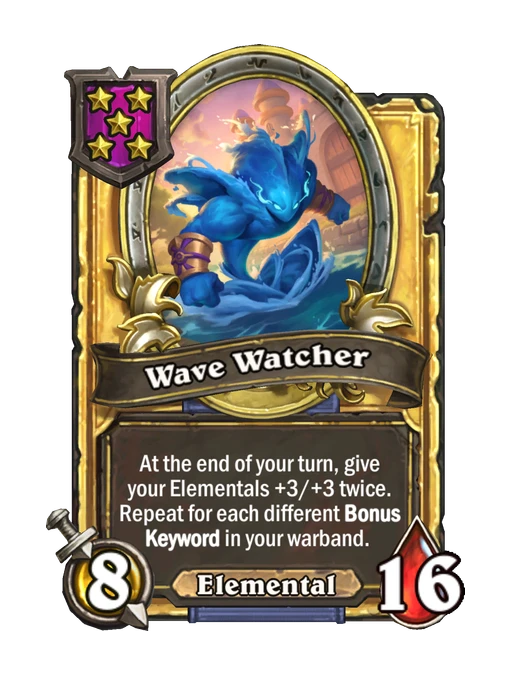 Wave Watcher
At the end of your turn, give
your Elementals +3/+3 twice.
Repeat for each different Bonus
Keyword in your warband.
8
Elemental
16